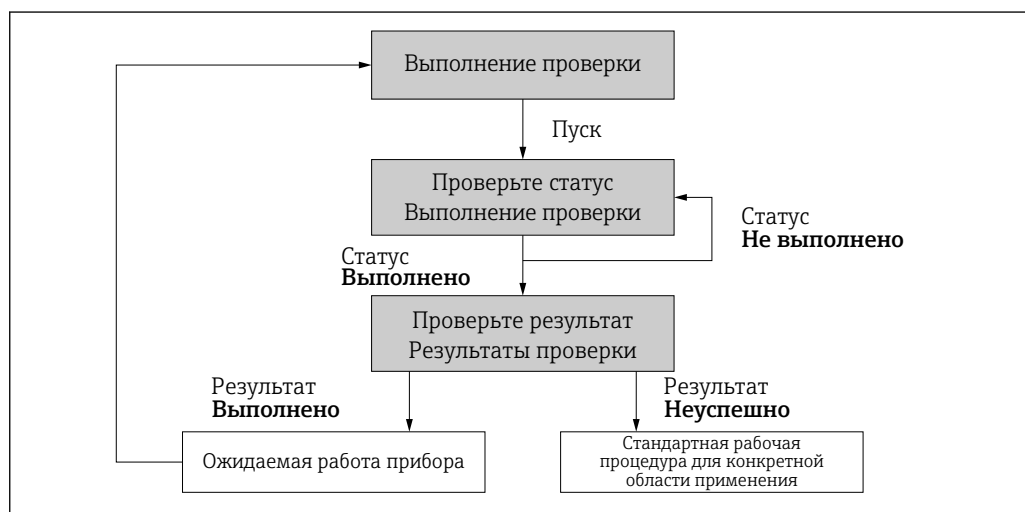 Выполнение проверки
Пуск
Проверьте статус
Выполнение проверки
Статус
Не выполнено
Статус
Выполнено
Проверьте результат
Результаты проверки
Результат
Выполнено
Результат
Неуспешно
Ожидаемая работа прибора
Стандартная рабочая
процедура для конкретной
области применения